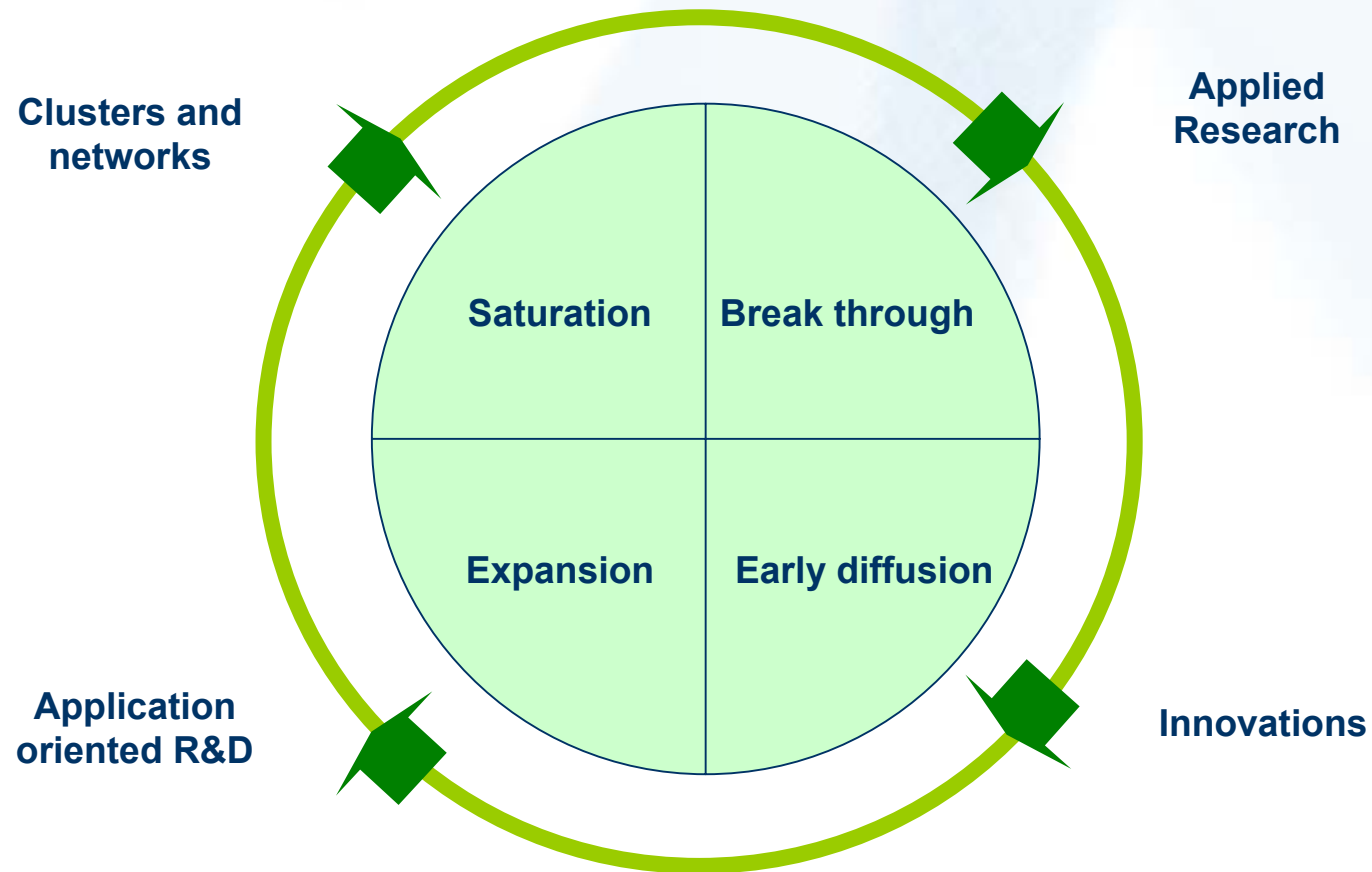 Clusters and
networks
Applied
Research
Saturation
Break through
Expansion
Early diffusion
Application
oriented R&D
Innovations